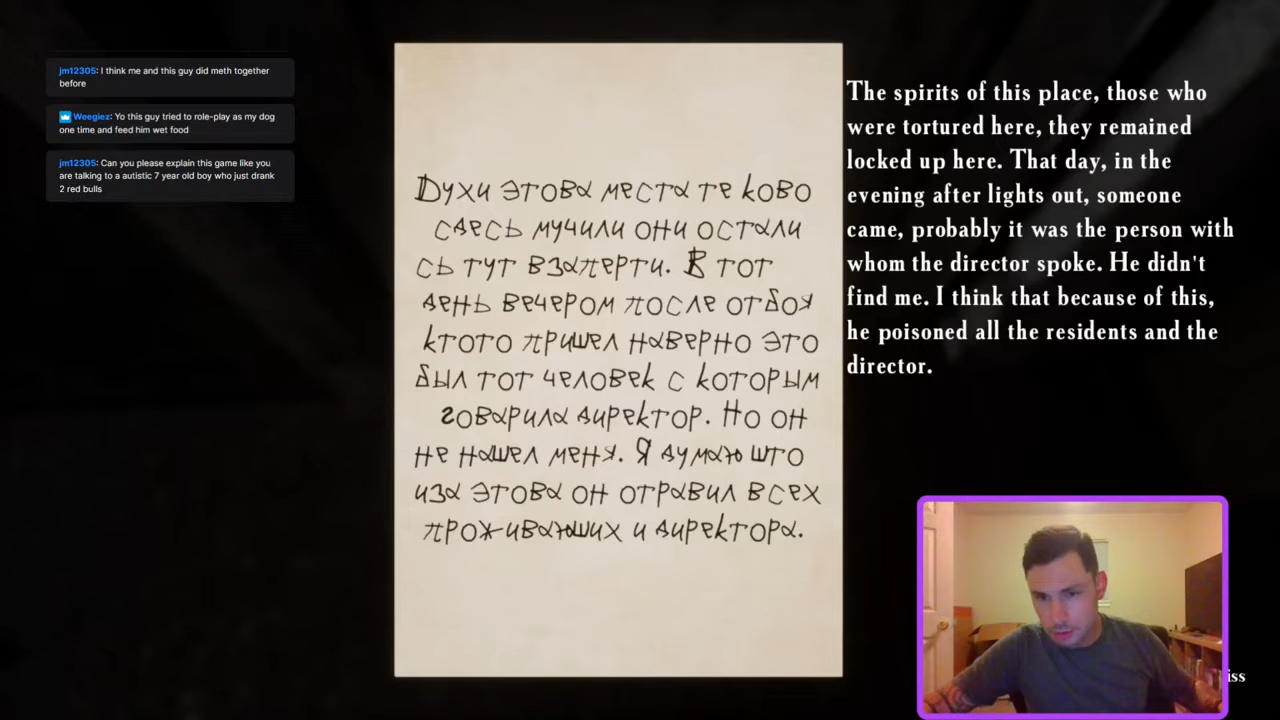 jm12305: I think me and this guy did meth together
before
Weegiez: Yo this guy tried to role-play as my dog
one time and feed him wet food
jm12305: Can you please explain this game like you
are talking to a autistic 7 year old boy who just drank
2 red bulls
Духи этова места те ково
сдесь мучили они остали
сь тут взаперти. В тот
день вечером после отбоя
ктото пришел наверно это
был тот человек с которым
говарила директор. Но он
не нашел меня. Я думаю што
иза этова он отравил всех
проживаюших и директора.
The spirits of this place, those who
were tortured here, they remained
locked up here. That day, in the
evening after lights out, someone
came, probably it was the person with
whom the director spoke. He didn't
find me. I think that because of this,
he poisoned all the residents and the
director.